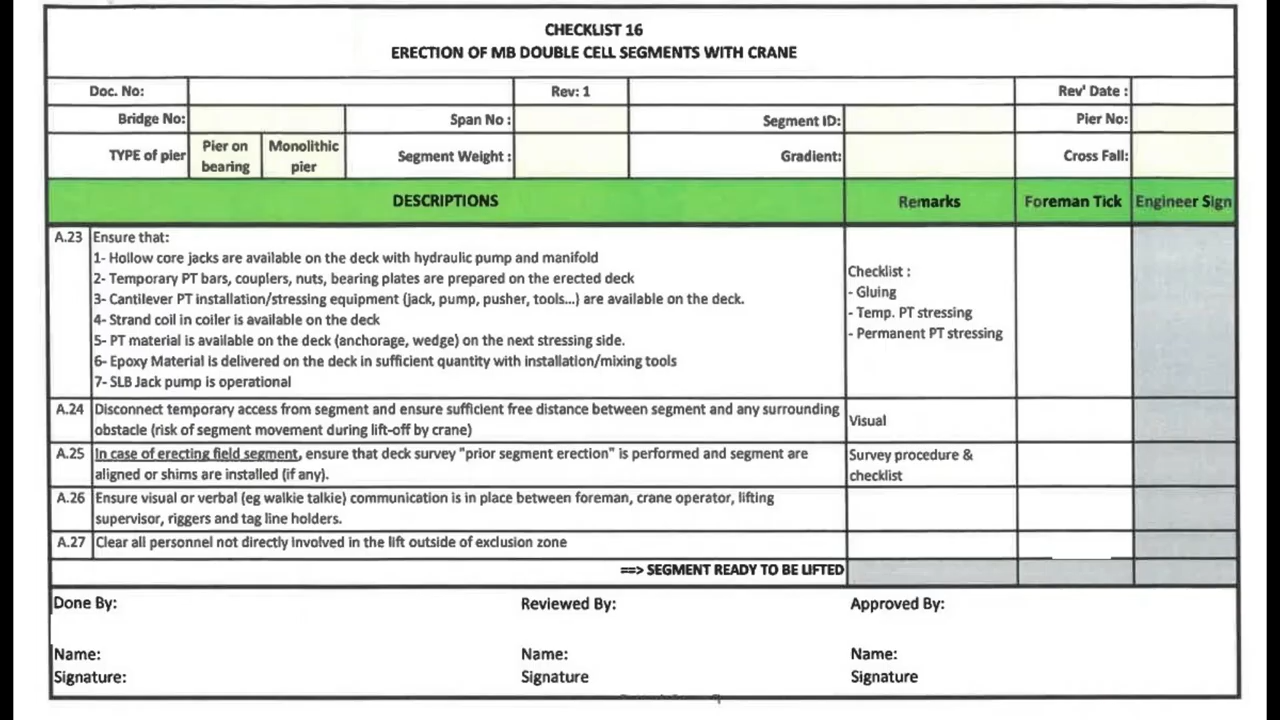 CHECKLIST 16
ERECTION OF MB DOUBLE CELL SEGMENTS WITH CRANE
Doc. No: Rev: 1 Rev' Date :
Bridge No: Span No : Segment ID: Pier No:
TYPE of pier Pier on bearing Monolithic pier Segment Weight : Gradient: Cross Fall:
DESCRIPTIONS Remarks Foreman Tick Engineer Sign
A.23 Ensure that:
1- Hollow core jacks are available on the deck with hydraulic pump and manifold
2- Temporary PT bars, couplers, nuts, bearing plates are prepared on the erected deck
3- Cantilever PT installation/stressing equipment (jack, pump, pusher, tools...) are available on the deck.
4- Strand coil in coiler is available on the deck
5- PT material is available on the deck (anchorage, wedge) on the next stressing side.
6- Epoxy Material is delivered on the deck in sufficient quantity with installation/mixing tools
7- SLB Jack pump is operational
Checklist :
- Gluing
- Temp. PT stressing
- Permanent PT stressing
A.24 Disconnect temporary access from segment and ensure sufficient free distance between segment and any surrounding
obstacle (risk of segment movement during lift-off by crane)
Visual
A.25 In case of erecting field segment, ensure that deck survey "prior segment erection" is performed and segment are
aligned or shims are installed (if any).
Survey procedure &
checklist
A.26 Ensure visual or verbal (eg walkie talkie) communication is in place between foreman, crane operator, lifting
supervisor, riggers and tag line holders.
A.27 Clear all personnel not directly involved in the lift outside of exclusion zone
==> SEGMENT READY TO BE LIFTED
Done By: Reviewed By: Approved By:
Name: Name: Name:
Signature: Signature Signature